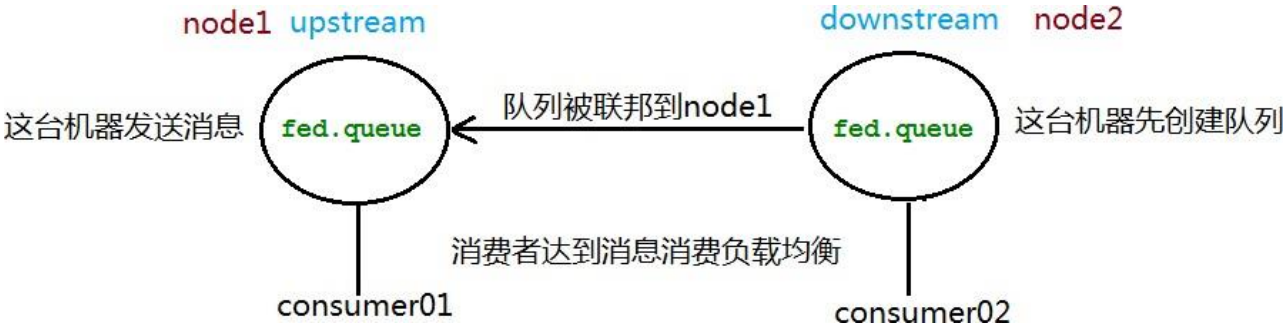 node1 upstream
downstream node2
这台机器发送消息
fed.queue
队列被联邦到node1
fed.queue
这台机器先创建队列
消费者达到消息消费负载均衡
consumer01
consumer02